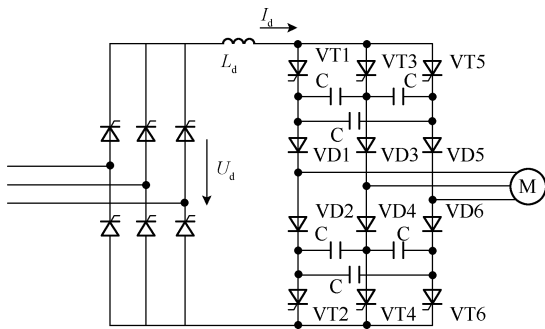 I_d
L_d
VT1 VT3 VT5
C C
C
VD1 VD3 VD5
U_d
M
VD2 VD4 VD6
C C
C
VT2 VT4 VT6